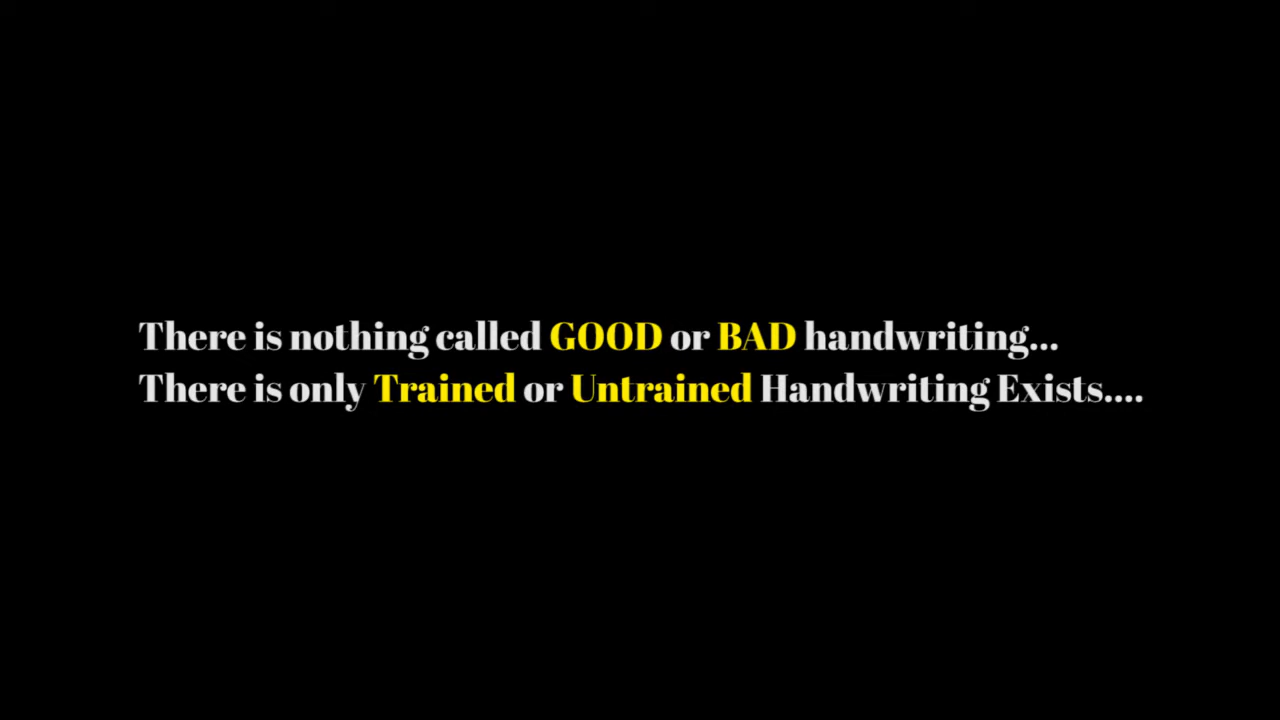 There is nothing called GOOD or BAD handwriting...
There is only Trained or Untrained Handwriting Exists....